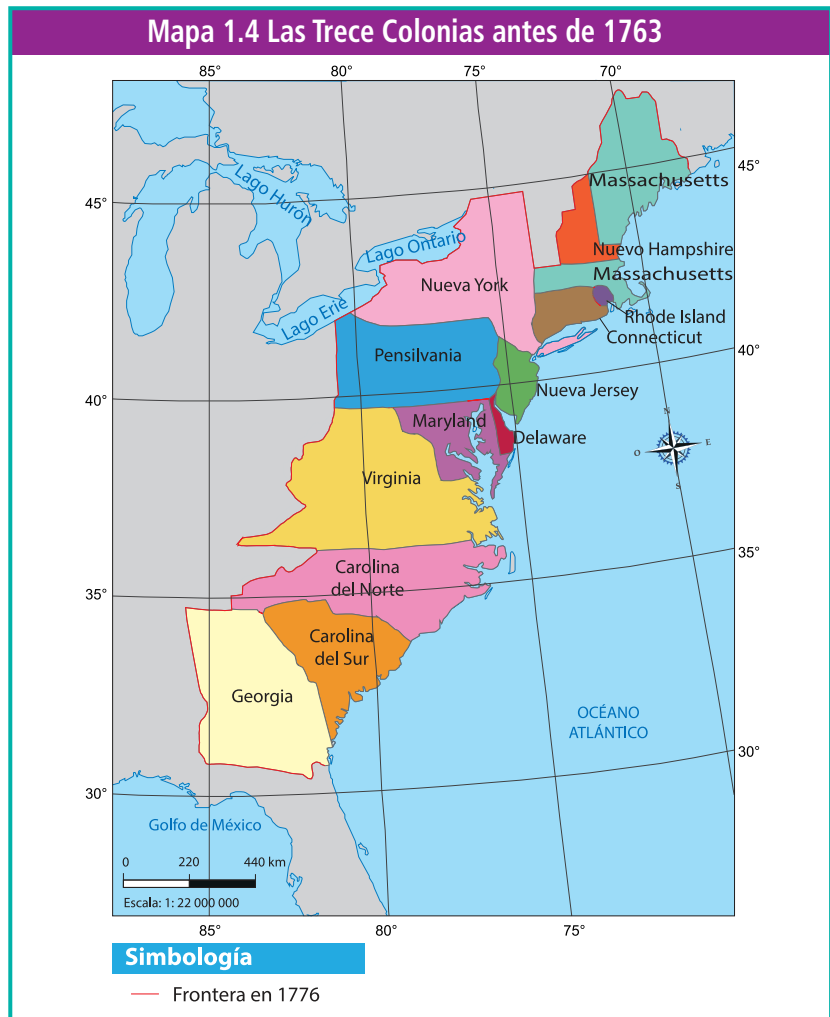 Mapa 1.4 Las Trece Colonias antes de 1763
85°
80°
75°
70°
45°
45°
Lago Hurón
Massachusetts
Lago Ontario
Nuevo Hampshire
Massachusetts
Nueva York
Lago Erie
Rhode Island
Connecticut
40°
Pensilvania
Nueva Jersey
40°
Maryland
Delaware
N
O
E
S
Virginia
35°
Carolina
del Norte
35°
Carolina
del Sur
Georgia
OCÉANO
ATLÁNTICO
30°
30°
Golfo de México
0 220 440 km
Escala: 1: 22 000 000
85°
80°
75°
Simbología
Frontera en 1776